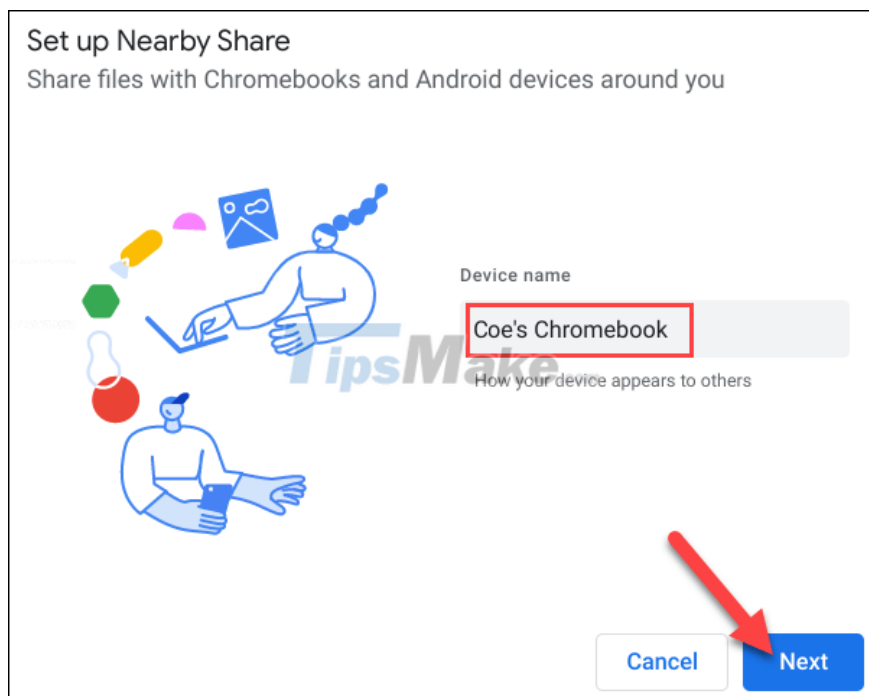 Set up Nearby Share
Share files with Chromebooks and Android devices around you
Device name
Coe's Chromebook
TipsMake.com
How your device appears to others
Cancel
Next